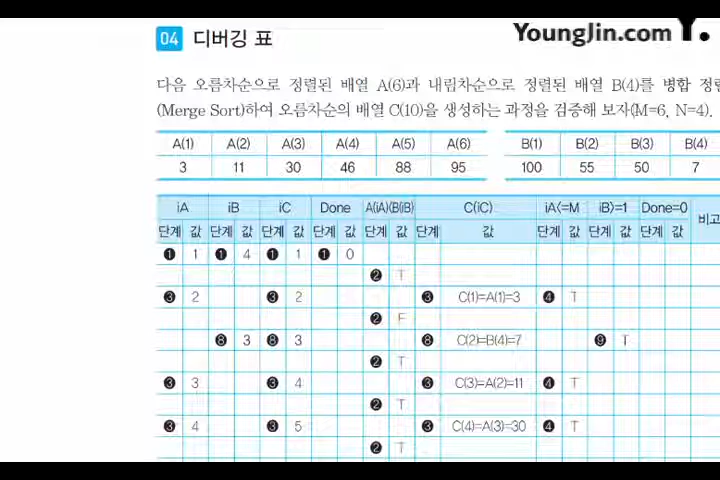 YoungJin.com Y.
04 디버깅 표
다음 오름차순으로 정렬된 배열 A(6)과 내림차순으로 정렬된 배열 B(4)를 병합 정렬
(Merge Sort)하여 오름차순의 배열 C(10)을 생성하는 과정을 검증해 보자(M=6, N=4).
A(1) A(2) A(3) A(4) A(5) A(6) B(1) B(2) B(3) B(4)
3 11 30 46 88 95 100 55 50 7
iA iB iC Done A(iA)〈B(iB) C(iC) iA〈=M iB〉=1 Done=0 비고
단계 값 단계 값 단계 값 단계 값 단계 값 단계 값 단계 값 단계 값 단계 값
❶ 1 ❶ 4 ❶ 1 ❶ 0
❷ T
❸ 2 ❸ 2 ❸ C(1)=A(1)=3 ❹ T
❷ F
❽ 3 ❽ 3 ❽ C(2)=B(4)=7 ❾ T
❷ T
❸ 3 ❸ 4 ❸ C(3)=A(2)=11 ❹ T
❷ T
❸ 4 ❸ 5 ❸ C(4)=A(3)=30 ❹ T
❷ T